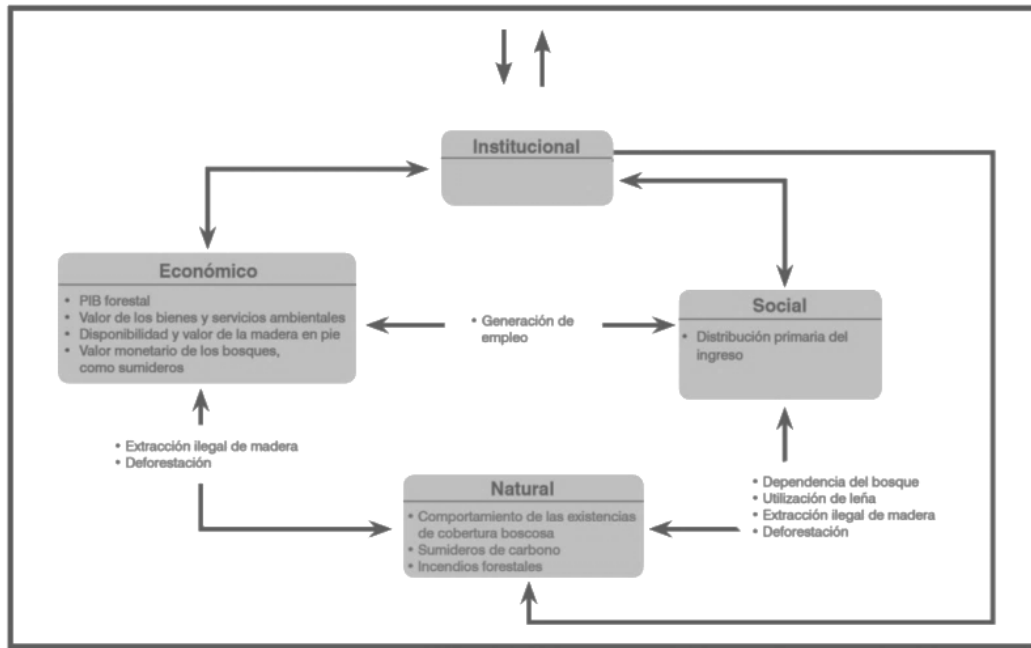 Institucional
Económico
• PIB forestal
• Valor de los bienes y servicios ambientales
• Disponibilidad y valor de la madera en pie
• Valor monetario de los bosques,
como sumideros
• Generación de
empleo
Social
• Distribución primaria del
ingreso
• Extracción ilegal de madera
• Deforestación
Natural
• Comportamiento de las existencias
de cobertura boscosa
• Sumideros de carbono
• Incendios forestales
• Dependencia del bosque
• Utilización de leña
• Extracción ilegal de madera
• Deforestación